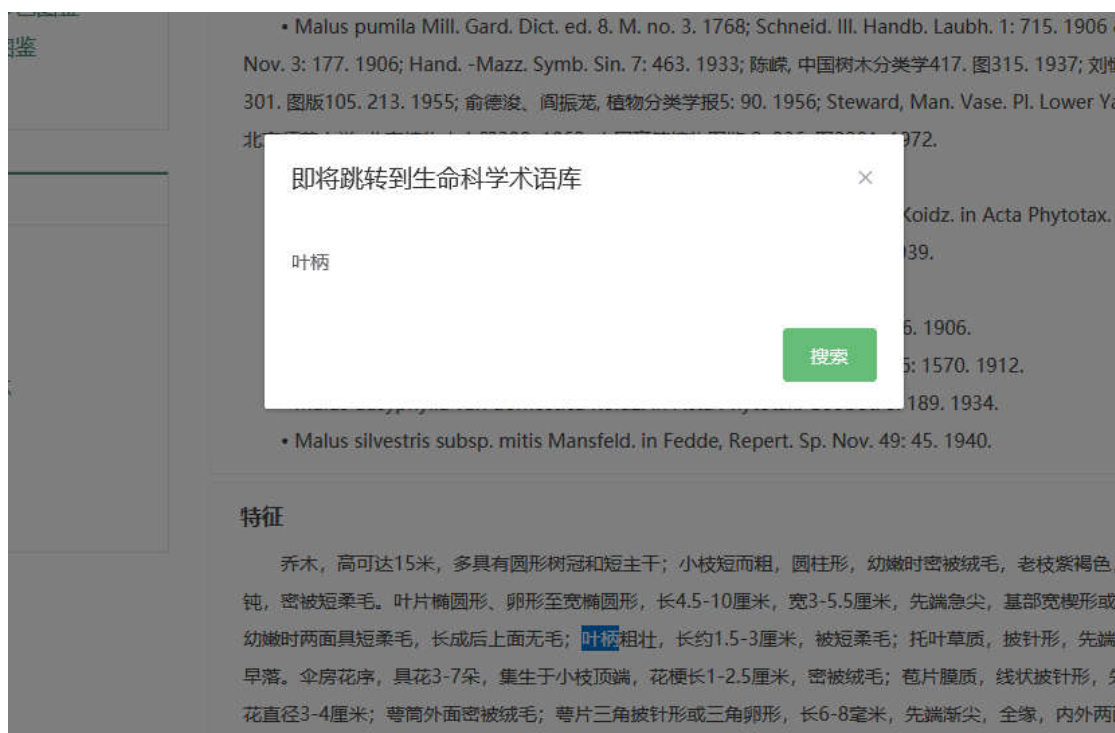 鉴
• Malus pumila Mill. Gard. Dict. ed. 8. M. no. 3. 1768; Schneid. Ill. Handb. Laubh. 1: 715. 1906
Nov. 3: 177. 1906; Hand. -Mazz. Symb. Sin. 7: 463. 1933; 陈嵘, 中国树木分类学417. 图315. 1937; 刘
301. 图版105. 213. 1955; 俞德浚、阎振茏, 植物分类学报5: 90. 1956; Steward, Man. Vase. Pl. Lower
972.
即将跳转到生命科学术语库
×
Koidz. in Acta Phytotax.
939.
叶柄
6. 1906.
搜索
5: 1570. 1912.
189. 1934.
• Malus silvestris subsp. mitis Mansfeld. in Fedde, Repert. Sp. Nov. 49: 45. 1940.
特征
乔木，高可达15米，多具有圆形树冠和短主干；小枝短而粗，圆柱形，幼嫩时密被绒毛，老枝紫褐色
钝，密被短柔毛。叶片椭圆形、卵形至宽椭圆形，长4.5-10厘米，宽3-5.5厘米，先端急尖，基部宽楔形或
幼嫩时两面具短柔毛，长成后上面无毛；叶柄粗壮，长约1.5-3厘米，被短柔毛；托叶草质，披针形，先端
早落。伞房花序，具花3-7朵，集生于小枝顶端，花梗长1-2.5厘米，密被绒毛；苞片膜质，线状披针形，
花直径3-4厘米；萼筒外面密被绒毛；萼片三角披针形或三角卵形，长6-8毫米，先端渐尖，全缘，内外两